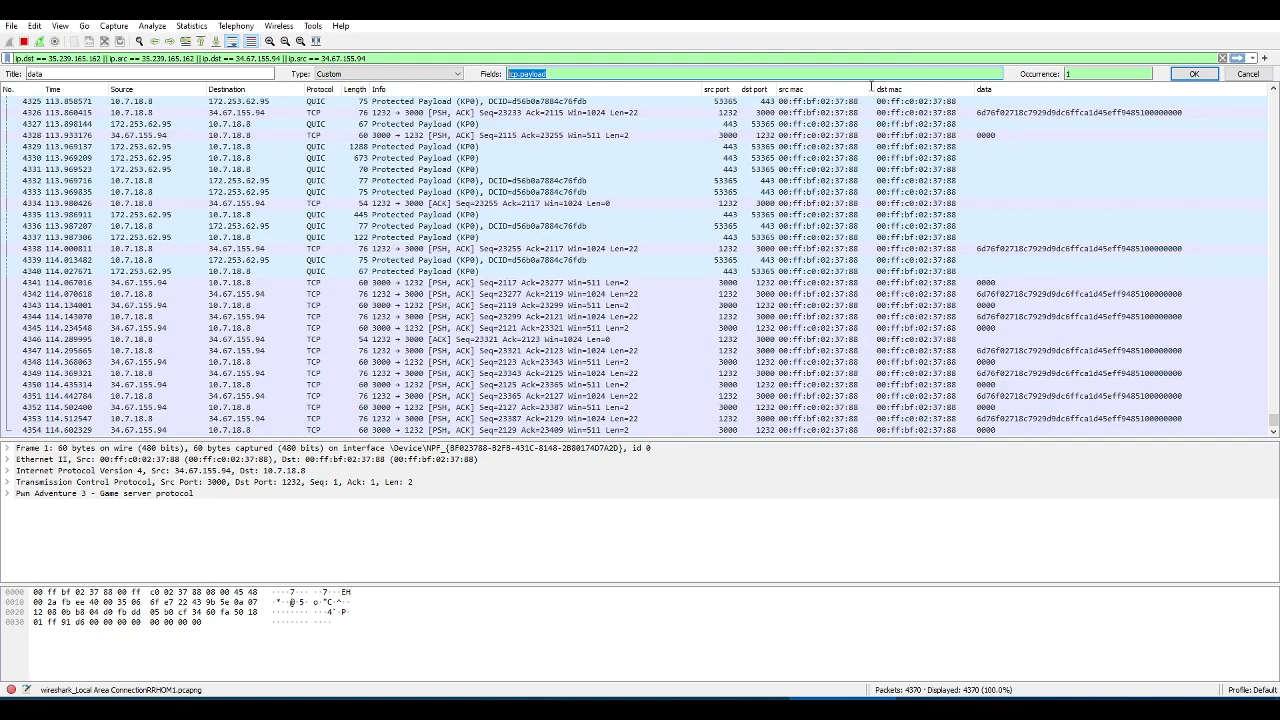 File Edit View Go Capture Analyze Statistics Telephony Wireless Tools Help
ip.dst == 35.239.165.162 || ip.src == 35.239.165.162 || ip.dst == 34.67.155.94 || ip.src == 34.67.155.94
Title: data Type: Custom Fields: tcp.payload Occurrence: 1 OK Cancel
No. Time Source Destination Protocol Length Info src port dst port src mac dst mac data
4325 113.858571 10.7.18.8 172.253.62.95 QUIC 75 Protected Payload (KP0), DCID=d56b0a7884c76fdb 53365 443 00:ff:bf:02:37:88 00:ff:c0:02:37:88
4326 113.860415 10.7.18.8 34.67.155.94 TCP 76 1232 → 3000 [PSH, ACK] Seq=23233 Ack=2115 Win=1024 Len=22 1232 3000 00:ff:bf:02:37:88 00:ff:c0:02:37:88 6d76f02718c7929d9dc6ffca1d45eff9485100000000
4327 113.898144 172.253.62.95 10.7.18.8 QUIC 67 Protected Payload (KP0) 443 53365 00:ff:c0:02:37:88 00:ff:bf:02:37:88
4328 113.933176 34.67.155.94 10.7.18.8 TCP 60 3000 → 1232 [PSH, ACK] Seq=2115 Ack=23255 Win=511 Len=2 3000 1232 00:ff:c0:02:37:88 00:ff:bf:02:37:88 0000
4329 113.969137 172.253.62.95 10.7.18.8 QUIC 1288 Protected Payload (KP0) 443 53365 00:ff:c0:02:37:88 00:ff:bf:02:37:88
4330 113.969209 172.253.62.95 10.7.18.8 QUIC 673 Protected Payload (KP0) 443 53365 00:ff:c0:02:37:88 00:ff:bf:02:37:88
4331 113.969523 172.253.62.95 10.7.18.8 QUIC 70 Protected Payload (KP0) 443 53365 00:ff:c0:02:37:88 00:ff:bf:02:37:88
4332 113.969716 10.7.18.8 172.253.62.95 QUIC 77 Protected Payload (KP0), DCID=d56b0a7884c76fdb 53365 443 00:ff:bf:02:37:88 00:ff:c0:02:37:88
4333 113.969835 10.7.18.8 172.253.62.95 QUIC 75 Protected Payload (KP0), DCID=d56b0a7884c76fdb 53365 443 00:ff:bf:02:37:88 00:ff:c0:02:37:88
4334 113.980426 10.7.18.8 34.67.155.94 TCP 54 1232 → 3000 [ACK] Seq=23255 Ack=2117 Win=1024 Len=0 1232 3000 00:ff:bf:02:37:88 00:ff:c0:02:37:88
4335 113.986911 172.253.62.95 10.7.18.8 QUIC 445 Protected Payload (KP0) 443 53365 00:ff:c0:02:37:88 00:ff:bf:02:37:88
4336 113.987207 10.7.18.8 172.253.62.95 QUIC 77 Protected Payload (KP0), DCID=d56b0a7884c76fdb 53365 443 00:ff:bf:02:37:88 00:ff:c0:02:37:88
4337 113.987306 172.253.62.95 10.7.18.8 QUIC 122 Protected Payload (KP0) 443 53365 00:ff:c0:02:37:88 00:ff:bf:02:37:88
4338 114.000811 10.7.18.8 34.67.155.94 TCP 76 1232 → 3000 [PSH, ACK] Seq=23255 Ack=2117 Win=1024 Len=22 1232 3000 00:ff:bf:02:37:88 00:ff:c0:02:37:88 6d76f02718c7929d9dc6ffca1d45eff9485100000000
4339 114.013481 10.7.18.8 172.253.62.95 QUIC 75 Protected Payload (KP0), DCID=d56b0a7884c76fdb 53365 443 00:ff:bf:02:37:88 00:ff:c0:02:37:88
4340 114.027671 172.253.62.95 10.7.18.8 QUIC 67 Protected Payload (KP0) 443 53365 00:ff:c0:02:37:88 00:ff:bf:02:37:88
4341 114.067016 34.67.155.94 10.7.18.8 TCP 60 3000 → 1232 [PSH, ACK] Seq=2117 Ack=23277 Win=511 Len=2 3000 1232 00:ff:c0:02:37:88 00:ff:bf:02:37:88 0000
4342 114.070618 10.7.18.8 34.67.155.94 TCP 76 1232 → 3000 [PSH, ACK] Seq=23277 Ack=2119 Win=1024 Len=22 1232 3000 00:ff:bf:02:37:88 00:ff:c0:02:37:88 6d76f02718c7929d9dc6ffca1d45eff9485100000000
4343 114.134001 34.67.155.94 10.7.18.8 TCP 60 3000 → 1232 [PSH, ACK] Seq=2119 Ack=23299 Win=511 Len=2 3000 1232 00:ff:c0:02:37:88 00:ff:bf:02:37:88 0000
4344 114.143070 10.7.18.8 34.67.155.94 TCP 76 1232 → 3000 [PSH, ACK] Seq=23299 Ack=2121 Win=1024 Len=22 1232 3000 00:ff:bf:02:37:88 00:ff:c0:02:37:88 6d76f02718c7929d9dc6ffca1d45eff9485100000000
4345 114.234548 34.67.155.94 10.7.18.8 TCP 60 3000 → 1232 [PSH, ACK] Seq=2121 Ack=23321 Win=511 Len=2 3000 1232 00:ff:c0:02:37:88 00:ff:bf:02:37:88 0000
4346 114.289995 10.7.18.8 34.67.155.94 TCP 54 1232 → 3000 [ACK] Seq=23321 Ack=2123 Win=1024 Len=0 1232 3000 00:ff:bf:02:37:88 00:ff:c0:02:37:88
4347 114.295665 10.7.18.8 34.67.155.94 TCP 76 1232 → 3000 [PSH, ACK] Seq=23321 Ack=2123 Win=1024 Len=22 1232 3000 00:ff:bf:02:37:88 00:ff:c0:02:37:88 6d76f02718c7929d9dc6ffca1d45eff9485100000000
4348 114.368063 34.67.155.94 10.7.18.8 TCP 60 3000 → 1232 [PSH, ACK] Seq=2123 Ack=23343 Win=511 Len=2 3000 1232 00:ff:c0:02:37:88 00:ff:bf:02:37:88 0000
4349 114.369321 10.7.18.8 34.67.155.94 TCP 76 1232 → 3000 [PSH, ACK] Seq=23343 Ack=2125 Win=1024 Len=22 1232 3000 00:ff:bf:02:37:88 00:ff:c0:02:37:88 6d76f02718c7929d9dc6ffca1d45eff9485100000000
4350 114.435314 34.67.155.94 10.7.18.8 TCP 60 3000 → 1232 [PSH, ACK] Seq=2125 Ack=23365 Win=511 Len=2 3000 1232 00:ff:c0:02:37:88 00:ff:bf:02:37:88 0000
4351 114.442784 10.7.18.8 34.67.155.94 TCP 76 1232 → 3000 [PSH, ACK] Seq=23365 Ack=2127 Win=1024 Len=22 1232 3000 00:ff:bf:02:37:88 00:ff:c0:02:37:88 6d76f02718c7929d9dc6ffca1d45eff9485100000000
4352 114.502400 34.67.155.94 10.7.18.8 TCP 60 3000 → 1232 [PSH, ACK] Seq=2127 Ack=23387 Win=511 Len=2 3000 1232 00:ff:c0:02:37:88 00:ff:bf:02:37:88 0000
4353 114.512547 10.7.18.8 34.67.155.94 TCP 76 1232 → 3000 [PSH, ACK] Seq=23387 Ack=2129 Win=1024 Len=22 1232 3000 00:ff:bf:02:37:88 00:ff:c0:02:37:88 6d76f02718c7929d9dc6ffca1d45eff9485100000000
4354 114.602329 34.67.155.94 10.7.18.8 TCP 60 3000 → 1232 [PSH, ACK] Seq=2129 Ack=23409 Win=511 Len=2 3000 1232 00:ff:c0:02:37:88 00:ff:bf:02:37:88 0000
Frame 1: 60 bytes on wire (480 bits), 60 bytes captured (480 bits) on interface \Device\NPF_{BF023788-B2FB-431C-8148-2B80174D7A2D}, id 0
Ethernet II, Src: 00:ff:c0:02:37:88 (00:ff:c0:02:37:88), Dst: 00:ff:bf:02:37:88 (00:ff:bf:02:37:88)
Internet Protocol Version 4, Src: 34.67.155.94, Dst: 10.7.18.8
Transmission Control Protocol, Src Port: 3000, Dst Port: 1232, Seq: 1, Ack: 1, Len: 2
Pwn Adventure 3 - Game server protocol
0000 00 ff bf 02 37 88 00 ff c0 02 37 88 08 00 45 48 ····7··· ··7···EH
0010 00 2a fb ee 40 00 35 06 6f e7 22 43 9b 5e 0a 07 ·*··@·5· o·"C·^··
0020 12 08 0b b8 04 d0 fb dd 05 b0 cf 34 60 fa 50 18 ········ ···4`·P·
0030 01 ff 91 d6 00 00 00 00 00 00 00 00 ········ ····
wireshark_Local Area ConnectionRRHOM1.pcapng Packets: 4370 · Displayed: 4370 (100.0%) Profile: Default